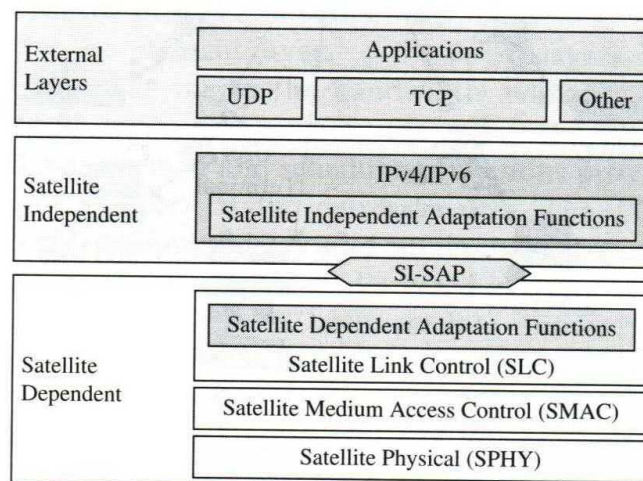 External
Layers
Applications
UDP
TCP
Other
Satellite
Independent
IPv4/IPv6
Satellite Independent Adaptation Functions
SI-SAP
Satellite
Dependent
Satellite Dependent Adaptation Functions
Satellite Link Control (SLC)
Satellite Medium Access Control (SMAC)
Satellite Physical (SPHY)